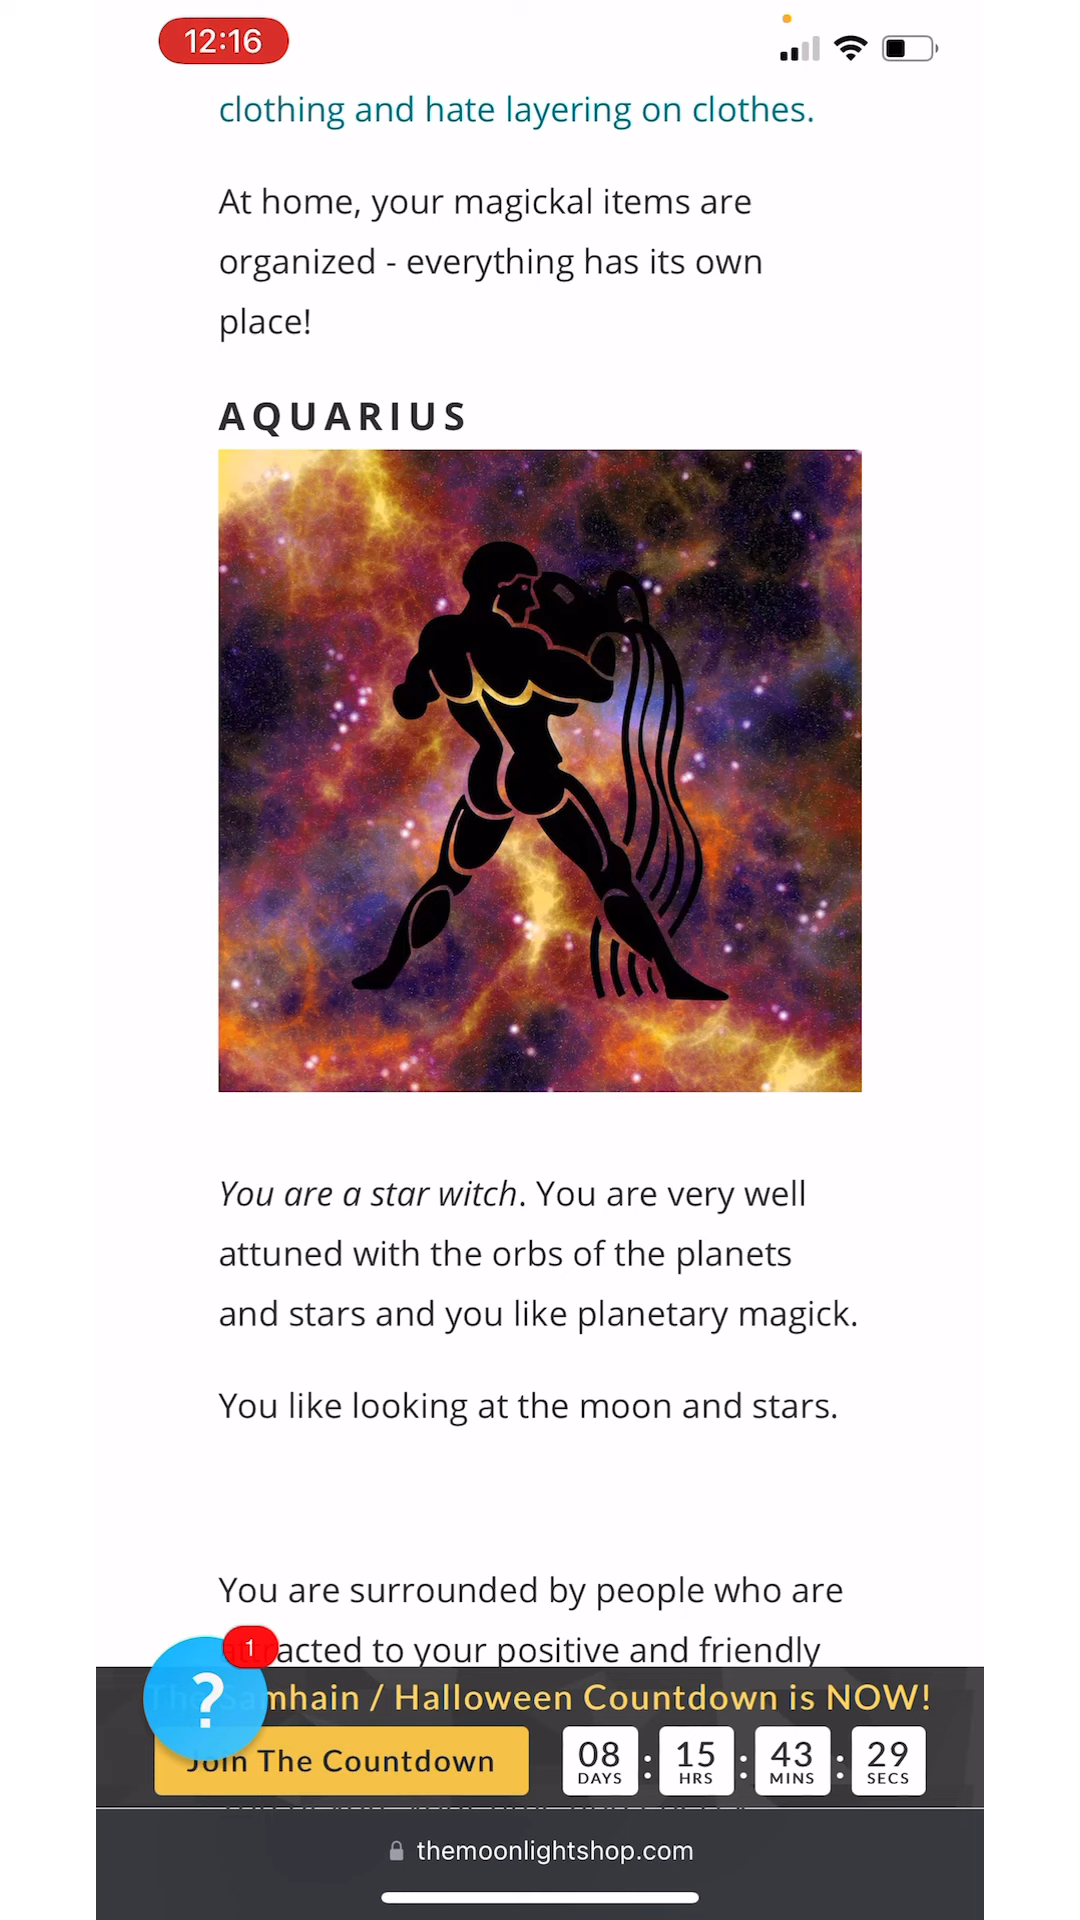 12:16
clothing and hate layering on clothes.
At home, your magickal items are
organized - everything has its own
place!
AQUARIUS
You are a star witch. You are very well
attuned with the orbs of the planets
and stars and you like planetary magick.
You like looking at the moon and stars.
You are surrounded by people who are
attracted to your positive and friendly
1
?
The Samhain / Halloween Countdown is NOW!
Join The Countdown
08 : 15 : 43 : 29
DAYS HRS MINS SECS
themoonlightshop.com